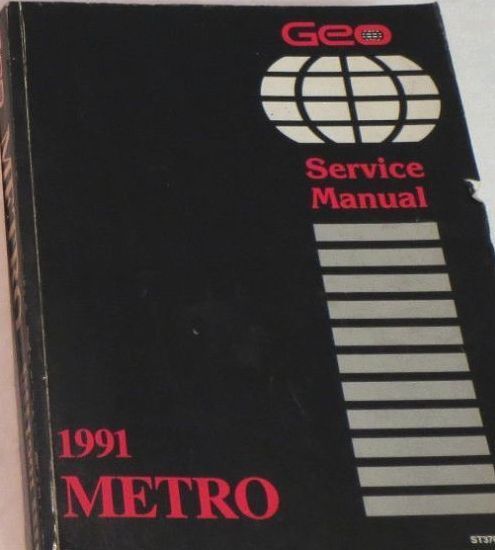 Geo
Service
Manual
1991
METRO